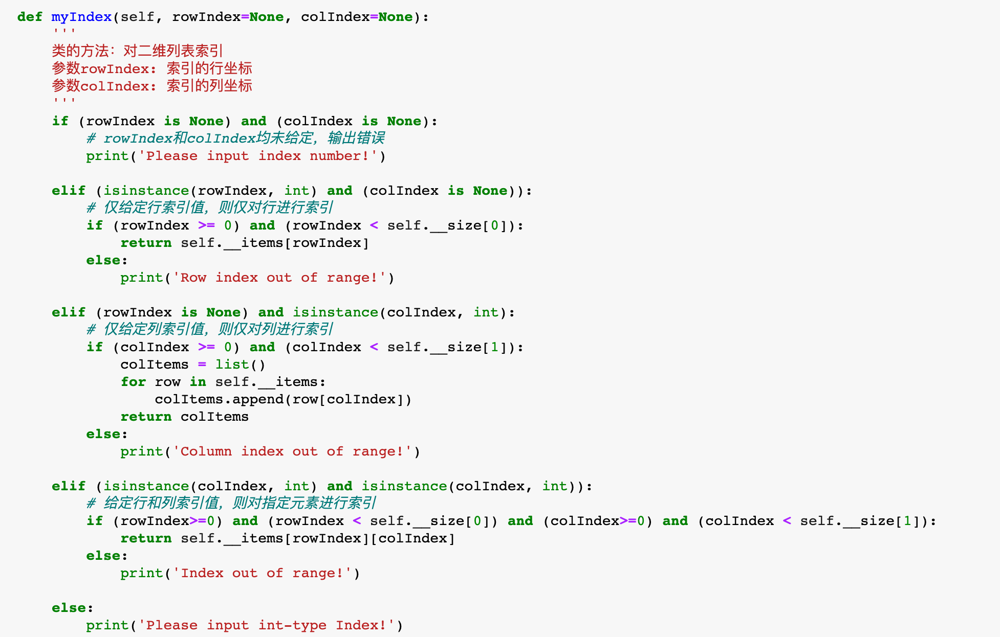 def myIndex(self, rowIndex=None, colIndex=None):
    '''
    类的方法：对二维列表索引
    参数rowIndex: 索引的行坐标
    参数colIndex: 索引的列坐标
    '''
    if (rowIndex is None) and (colIndex is None):
        # rowIndex和colIndex均未给定，输出错误
        print('Please input index number!')

    elif (isinstance(rowIndex, int) and (colIndex is None)):
        # 仅给定行索引值，则仅对行进行索引
        if (rowIndex >= 0) and (rowIndex < self.__size[0]):
            return self.__items[rowIndex]
        else:
            print('Row index out of range!')

    elif (rowIndex is None) and isinstance(colIndex, int):
        # 仅给定列索引值，则仅对列进行索引
        if (colIndex >= 0) and (colIndex < self.__size[1]):
            colItems = list()
            for row in self.__items:
                colItems.append(row[colIndex])
            return colItems
        else:
            print('Column index out of range!')

    elif (isinstance(colIndex, int) and isinstance(colIndex, int)):
        # 给定行和列索引值，则对指定元素进行索引
        if (rowIndex>=0) and (rowIndex < self.__size[0]) and (colIndex>=0) and (colIndex < self.__size[1]):
            return self.__items[rowIndex][colIndex]
        else:
            print('Index out of range!')

    else:
        print('Please input int-type Index!')